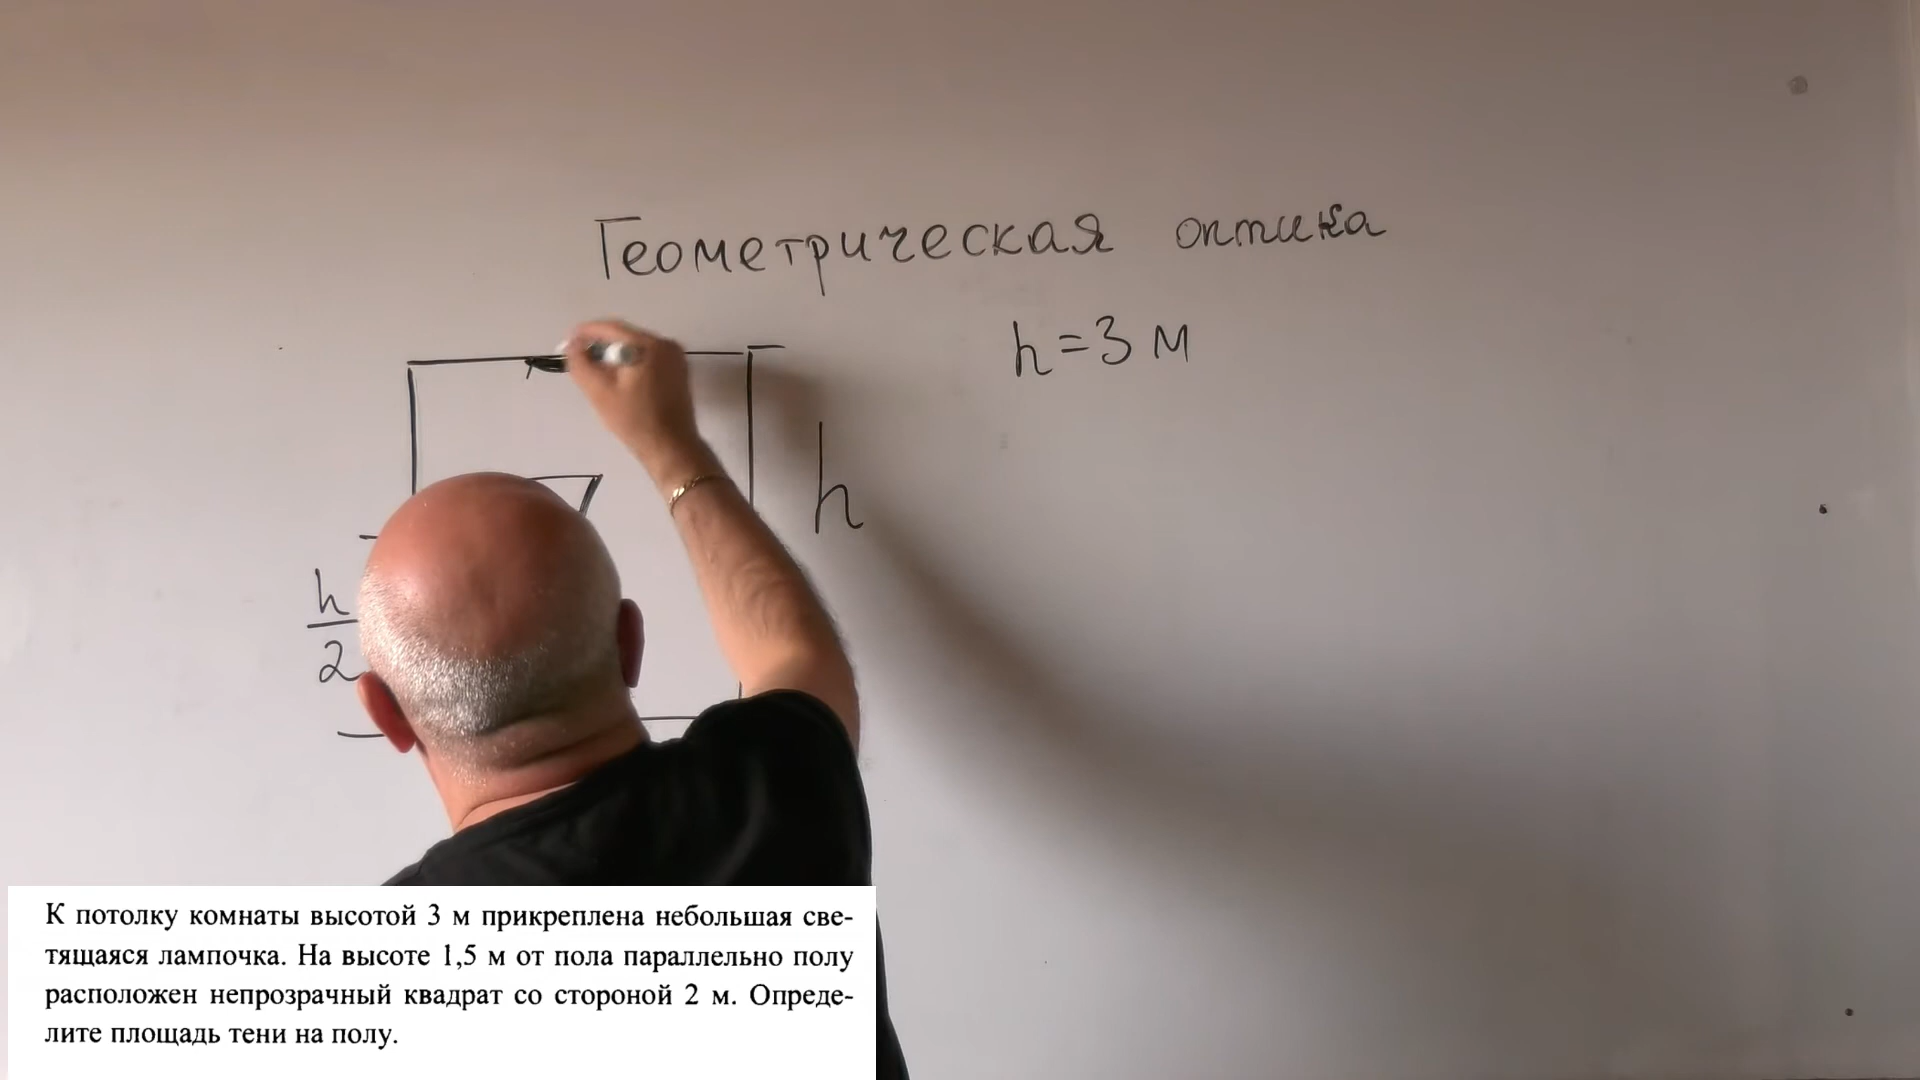 Геометрическая оптика
h = 3 м
h
h
2
К потолку комнаты высотой 3 м прикреплена небольшая све-
тящаяся лампочка. На высоте 1,5 м от пола параллельно полу
расположен непрозрачный квадрат со стороной 2 м. Опреде-
лите площадь тени на полу.